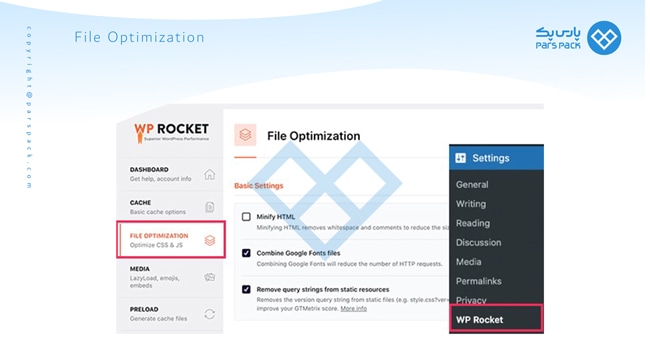 File Optimization
پارس‌پک
PARS PACK
copyright@parspack.com
WP ROCKET
Superior WordPress Performance
DASHBOARD
Get help, account info
CACHE
Basic cache options
FILE OPTIMIZATION
Optimize CSS & JS
MEDIA
LazyLoad, emojis,
embeds
PRELOAD
Generate cache files
File Optimization
Basic Settings
Minify HTML
Minifying HTML removes whitespace and comments to reduce the
Combine Google Fonts files
Combining Google Fonts will reduce the number of HTTP requests.
Remove query strings from static resources
Removes the version query string from static files (e.g. style.css?ver=
improve your GTMetrix score. More info
Settings
General
Writing
Reading
Discussion
Media
Permalinks
Privacy
WP Rocket